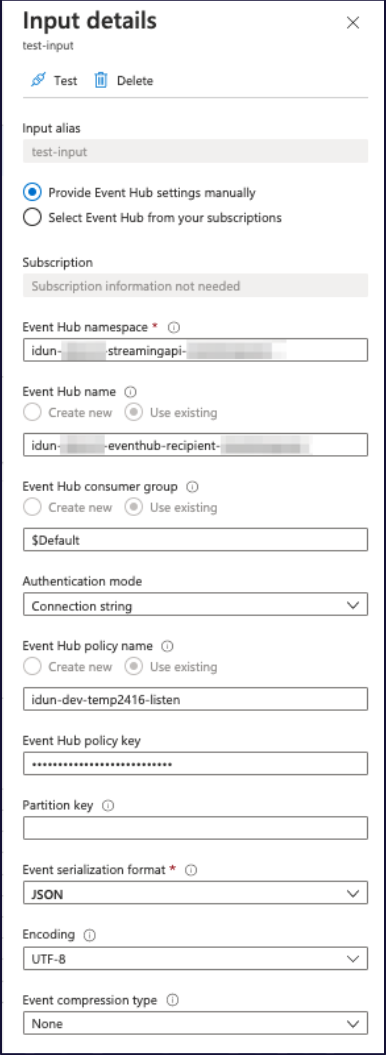 Input details
test-input
Test Delete
Input alias
test-input
Provide Event Hub settings manually
Select Event Hub from your subscriptions
Subscription
Subscription information not needed
Event Hub namespace *
idun- -streamingapi-
Event Hub name
Create new Use existing
idun- -eventhub-recipient-
Event Hub consumer group
Create new Use existing
$Default
Authentication mode
Connection string
Event Hub policy name
Create new Use existing
idun-dev-temp2416-listen
Event Hub policy key
••••••••••••••••••••••••••••
Partition key
Event serialization format *
JSON
Encoding
UTF-8
Event compression type
None